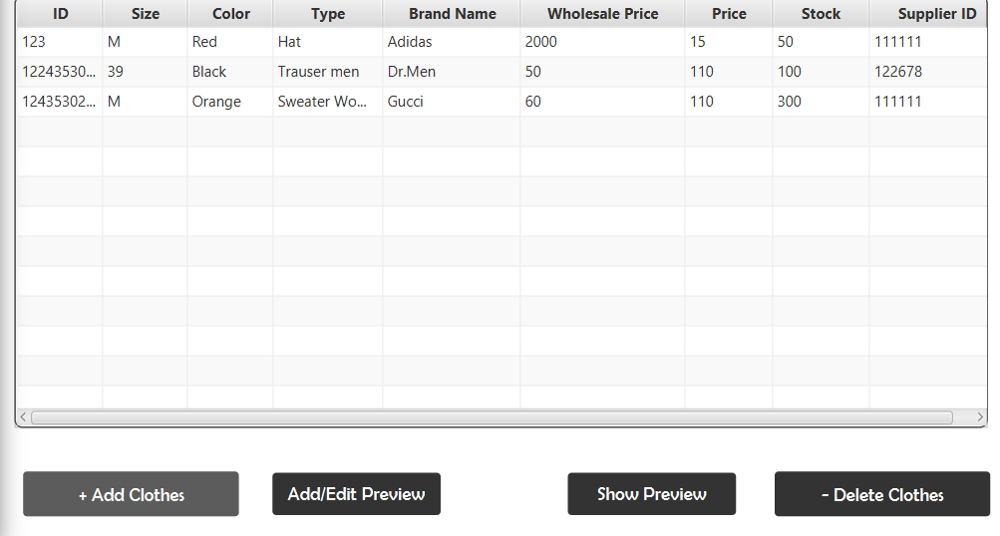 ID Size Color Type Brand Name Wholesale Price Price Stock Supplier ID
123 M Red Hat Adidas 2000 15 50 111111
12243530... 39 Black Trauser men Dr.Men 50 110 100 122678
12435302... M Orange Sweater Wo... Gucci 60 110 300 111111
+ Add Clothes Add/Edit Preview Show Preview - Delete Clothes